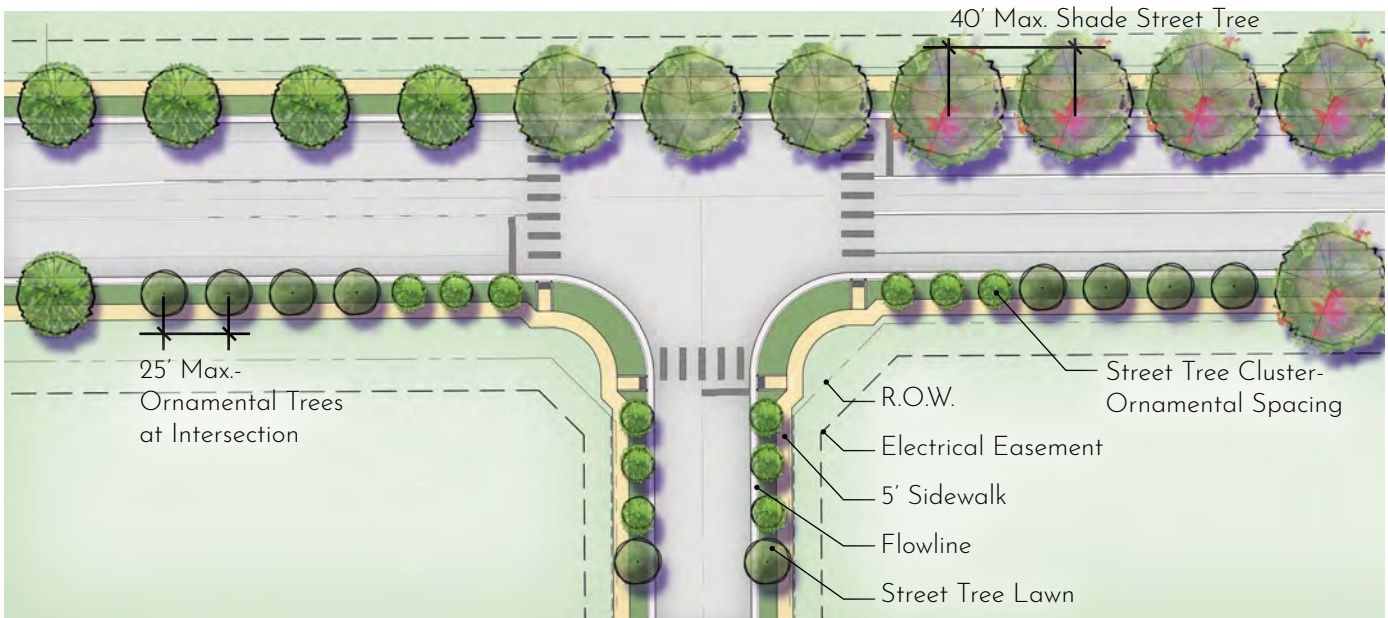 40’ Max. Shade Street Tree
25’ Max.-
Ornamental Trees
at Intersection
R.O.W.
Electrical Easement
5’ Sidewalk
Flowline
Street Tree Lawn
Street Tree Cluster-
Ornamental Spacing